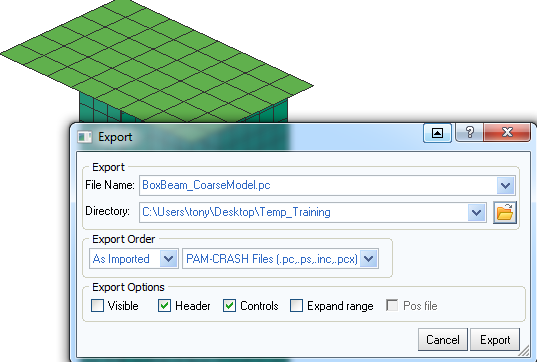 Export
Export
File Name: BoxBeam_CoarseModel.pc
Directory: C:\Users\tony\Desktop\Temp_Training
Export Order
As Imported PAM-CRASH Files (.pc,.ps,.inc,.pcx)
Export Options
Visible Header Controls Expand range Pos file
Cancel Export